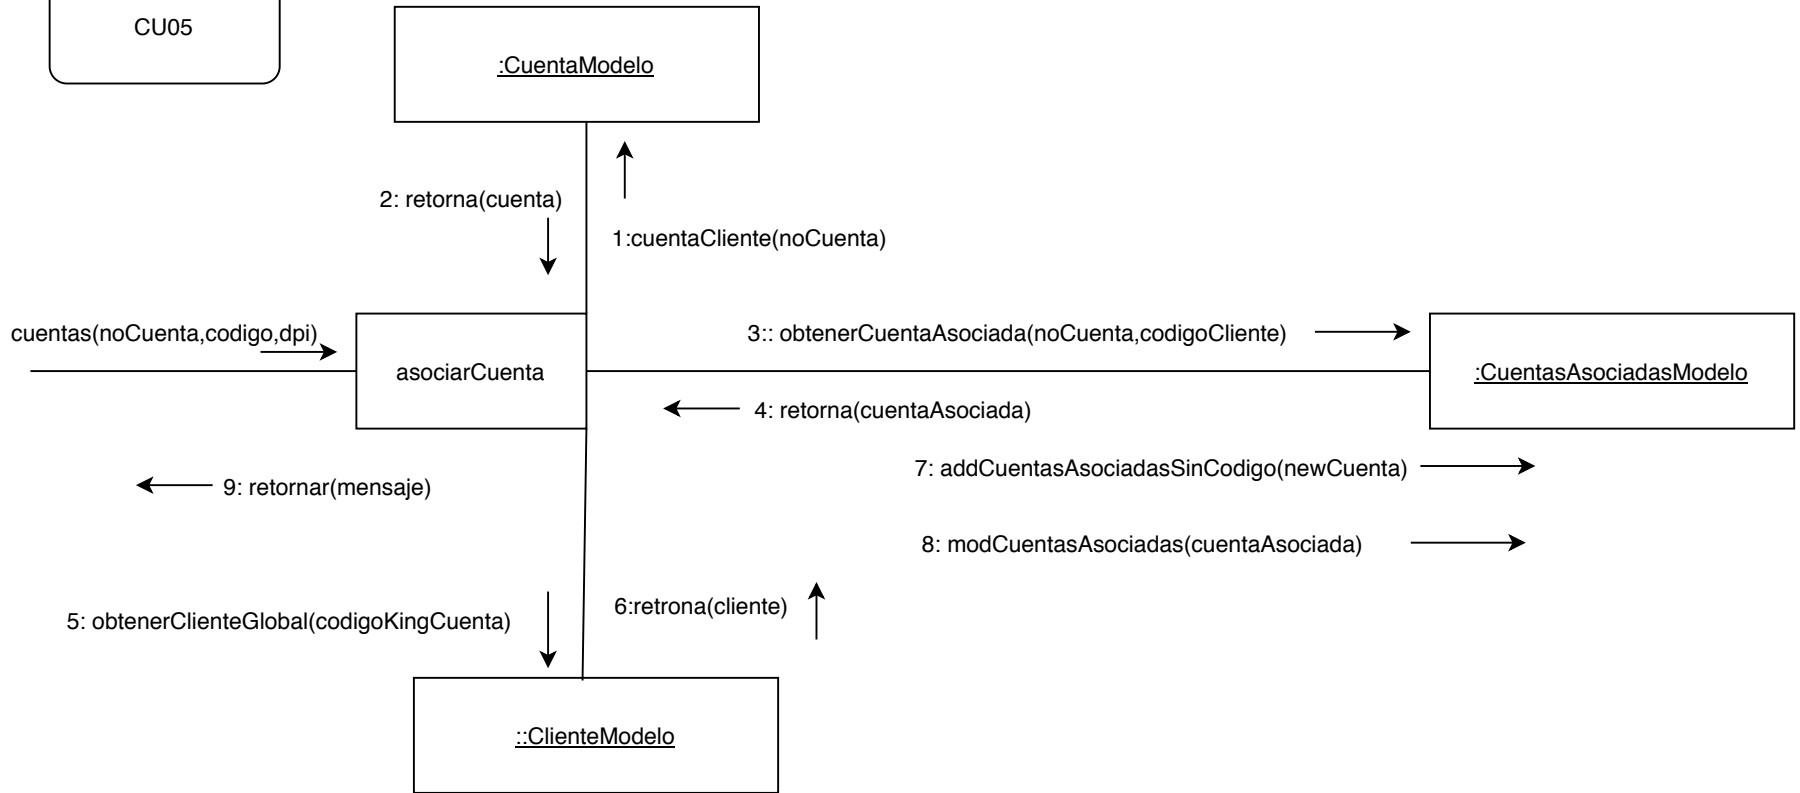 CU05
:CuentaModelo
2: retorna(cuenta)
1:cuentaCliente(noCuenta)
cuentas(noCuenta,codigo,dpi)
3:: obtenerCuentaAsociada(noCuenta,codigoCliente)
asociarCuenta
:CuentasAsociadasModelo
4: retorna(cuentaAsociada)
7: addCuentasAsociadasSinCodigo(newCuenta)
9: retornar(mensaje)
8: modCuentasAsociadas(cuentaAsociada)
5: obtenerClienteGlobal(codigoKingCuenta)
6:retrona(cliente)
::ClienteModelo